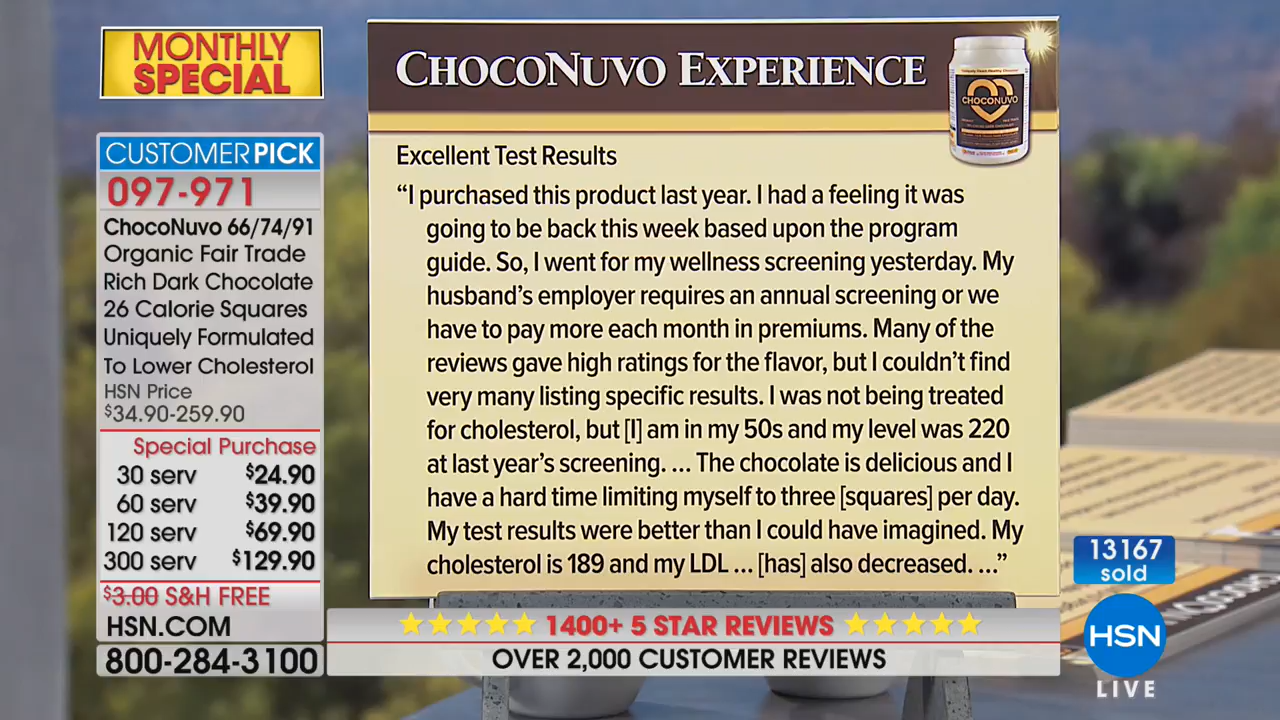 MONTHLY
SPECIAL
CUSTOMER PICK
097-971
ChocoNuvo 66/74/91
Organic Fair Trade
Rich Dark Chocolate
26 Calorie Squares
Uniquely Formulated
To Lower Cholesterol
HSN Price
$34.90-259.90
Special Purchase
30 serv $24.90
60 serv $39.90
120 serv $69.90
300 serv $129.90
$3.00 S&H FREE
HSN.COM
800-284-3100
CHOCONUVO EXPERIENCE
CHOCONUVO
Excellent Test Results
“I purchased this product last year. I had a feeling it was
going to be back this week based upon the program
guide. So, I went for my wellness screening yesterday. My
husband’s employer requires an annual screening or we
have to pay more each month in premiums. Many of the
reviews gave high ratings for the flavor, but I couldn’t find
very many listing specific results. I was not being treated
for cholesterol, but [I] am in my 50s and my level was 220
at last year’s screening. ... The chocolate is delicious and I
have a hard time limiting myself to three [squares] per day.
My test results were better than I could have imagined. My
cholesterol is 189 and my LDL ... [has] also decreased. ...”
1400+ 5 STAR REVIEWS
OVER 2,000 CUSTOMER REVIEWS
13167
sold
HSN
LIVE